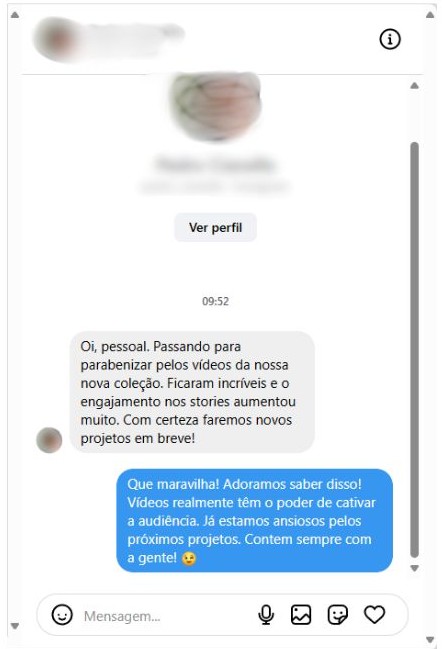 Ver perfil
09:52
Oi, pessoal. Passando para
parabenizar pelos vídeos da nossa
nova coleção. Ficaram incríveis e o
engajamento nos stories aumentou
muito. Com certeza faremos novos
projetos em breve!
Que maravilha! Adoramos saber disso!
Vídeos realmente têm o poder de cativar
a audiência. Já estamos ansiosos pelos
próximos projetos. Contem sempre com
a gente! 😉
Mensagem...